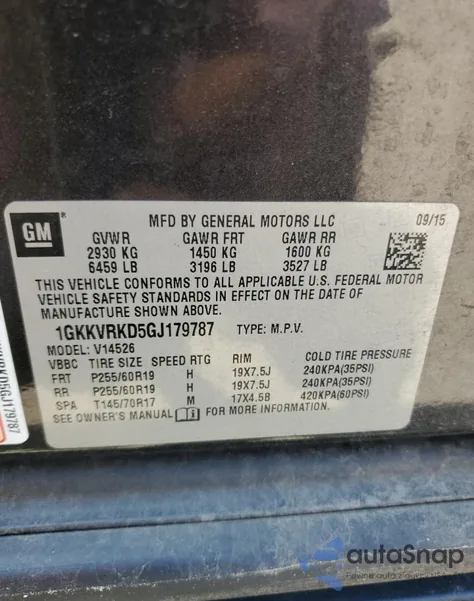 GM ®
MFD BY GENERAL MOTORS LLC 09/15
GVWR GAWR FRT GAWR RR
2930 KG 1450 KG 1600 KG
6459 LB 3196 LB 3527 LB
THIS VEHICLE CONFORMS TO ALL APPLICABLE U.S. FEDERAL MOTOR
VEHICLE SAFETY STANDARDS IN EFFECT ON THE DATE OF
MANUFACTURE SHOWN ABOVE.
1GKKVRKD5GJ179787 TYPE: M.P.V.
MODEL: V14526
VBBC TIRE SIZE SPEED RTG RIM COLD TIRE PRESSURE
FRT P255/60R19 H 19X7.5J 240KPA(35PSI)
RR P255/60R19 H 19X7.5J 240KPA(35PSI)
SPA T145/70R17 M 17X4.5B 420KPA(60PSI)
SEE OWNER'S MANUAL FOR MORE INFORMATION.
RKD5GJ179787
autoSnap